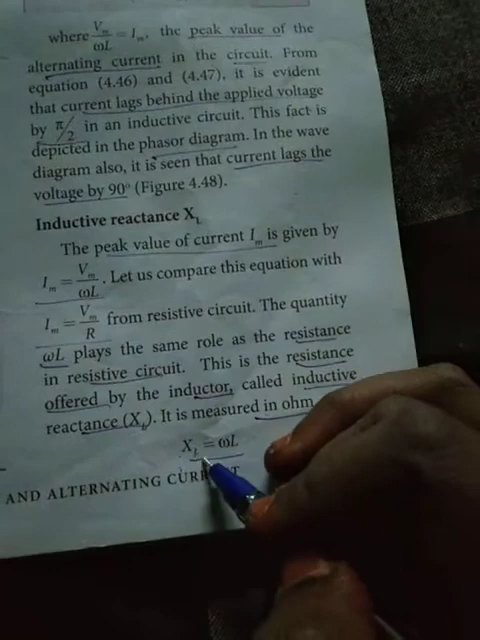 where V_m/ωL = I_m, the peak value of the
alternating current in the circuit. From
equation (4.46) and (4.47), it is evident
that current lags behind the applied voltage
by π/2 in an inductive circuit. This fact is
depicted in the phasor diagram. In the wave
diagram also, it is seen that current lags the
voltage by 90° (Figure 4.48).
Inductive reactance X_L
The peak value of current I_m is given by
I_m = V_m/ωL. Let us compare this equation with
I_m = V_m/R from resistive circuit. The quantity
ωL plays the same role as the resistance
in resistive circuit. This is the resistance
offered by the inductor, called inductive
reactance (X_L). It is measured in ohm.
X_L = ωL
AND ALTERNATING CURRENT